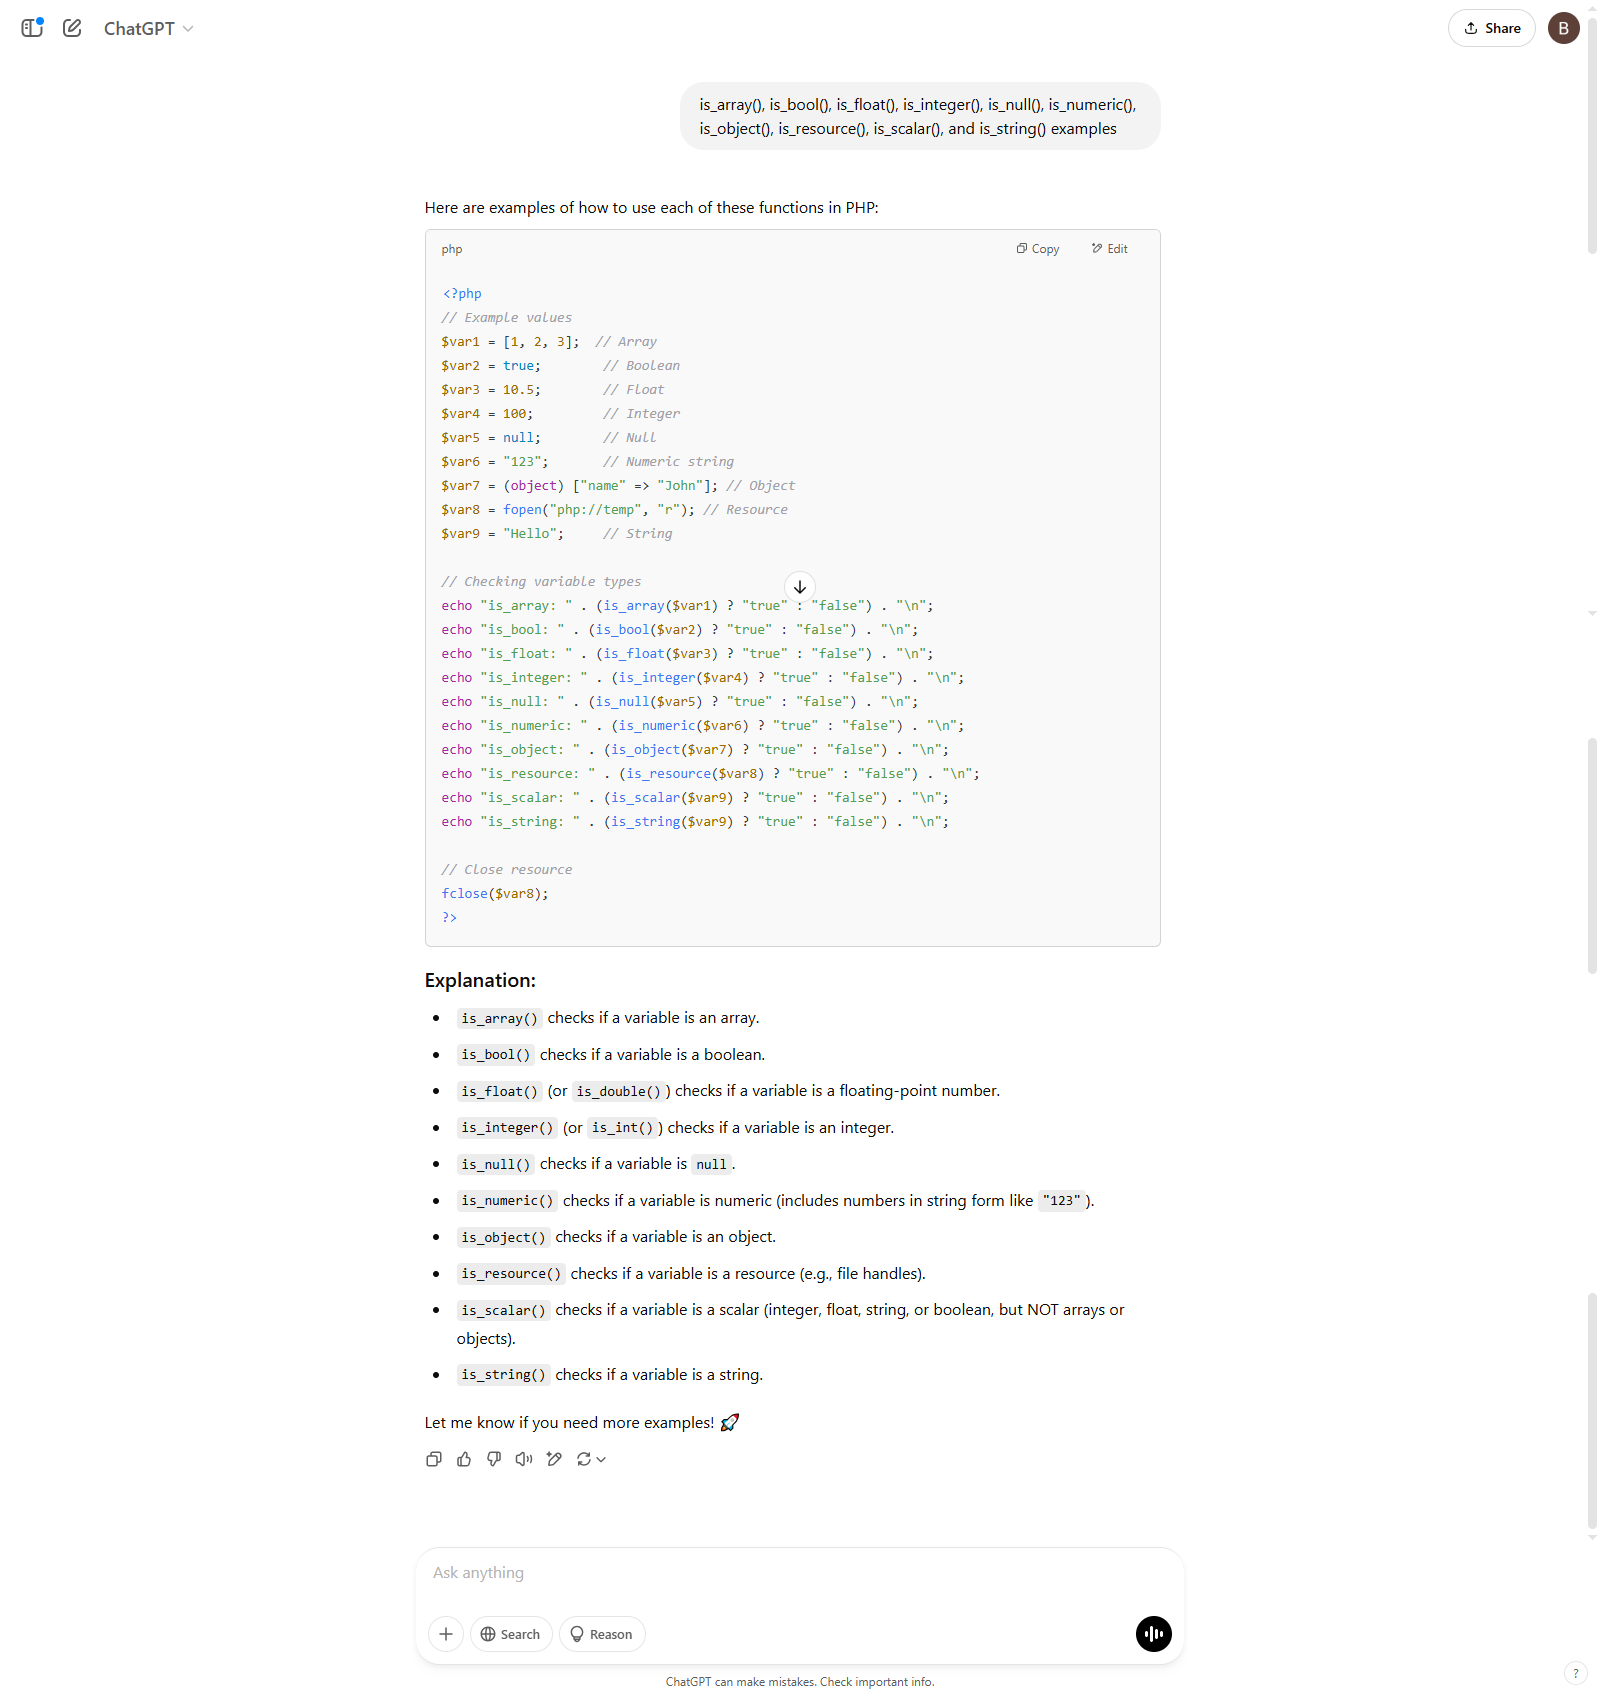 ChatGPT
Share
B
is_array(), is_bool(), is_float(), is_integer(), is_null(), is_numeric(),
is_object(), is_resource(), is_scalar(), and is_string() examples
Here are examples of how to use each of these functions in PHP:
php
Copy
Edit
<?php
// Example values
$var1 = [1, 2, 3];  // Array
$var2 = true;        // Boolean
$var3 = 10.5;        // Float
$var4 = 100;         // Integer
$var5 = null;        // Null
$var6 = "123";       // Numeric string
$var7 = (object) ["name" => "John"]; // Object
$var8 = fopen("php://temp", "r"); // Resource
$var9 = "Hello";     // String
// Checking variable types
echo "is_array: " . (is_array($var1) ? "true" : "false") . "\n";
echo "is_bool: " . (is_bool($var2) ? "true" : "false") . "\n";
echo "is_float: " . (is_float($var3) ? "true" : "false") . "\n";
echo "is_integer: " . (is_integer($var4) ? "true" : "false") . "\n";
echo "is_null: " . (is_null($var5) ? "true" : "false") . "\n";
echo "is_numeric: " . (is_numeric($var6) ? "true" : "false") . "\n";
echo "is_object: " . (is_object($var7) ? "true" : "false") . "\n";
echo "is_resource: " . (is_resource($var8) ? "true" : "false") . "\n";
echo "is_scalar: " . (is_scalar($var9) ? "true" : "false") . "\n";
echo "is_string: " . (is_string($var9) ? "true" : "false") . "\n";
// Close resource
fclose($var8);
?>
Explanation:
• is_array() checks if a variable is an array.
• is_bool() checks if a variable is a boolean.
• is_float() (or is_double()) checks if a variable is a floating-point number.
• is_integer() (or is_int()) checks if a variable is an integer.
• is_null() checks if a variable is null.
• is_numeric() checks if a variable is numeric (includes numbers in string form like "123").
• is_object() checks if a variable is an object.
• is_resource() checks if a variable is a resource (e.g., file handles).
• is_scalar() checks if a variable is a scalar (integer, float, string, or boolean, but NOT arrays or
objects).
• is_string() checks if a variable is a string.
Let me know if you need more examples! 🚀
Ask anything
Search
Reason
ChatGPT can make mistakes. Check important info.
?